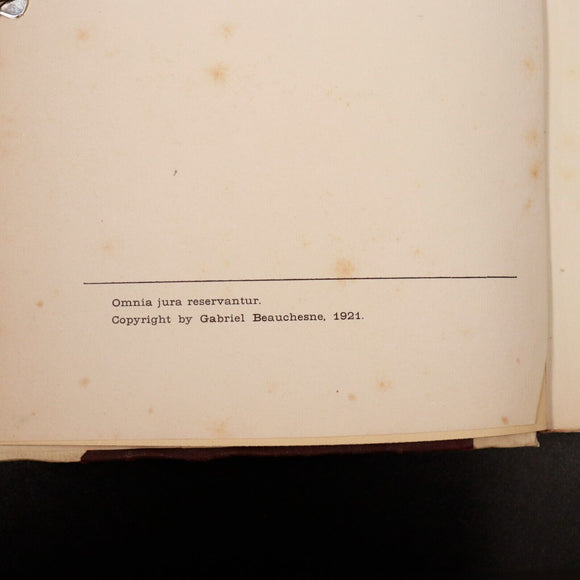 Omnia jura reservantur.
Copyright by Gabriel Beauchesne, 1921.